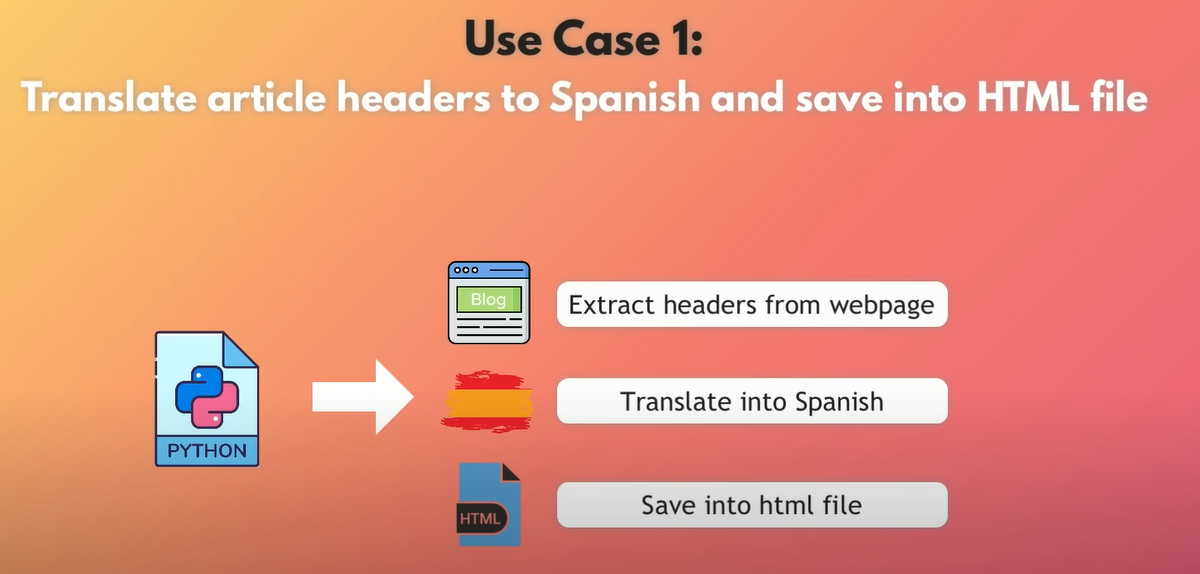 Use Case 1:
Translate article headers to Spanish and save into HTML file
Blog
Extract headers from webpage
PYTHON
Translate into Spanish
HTML
Save into html file